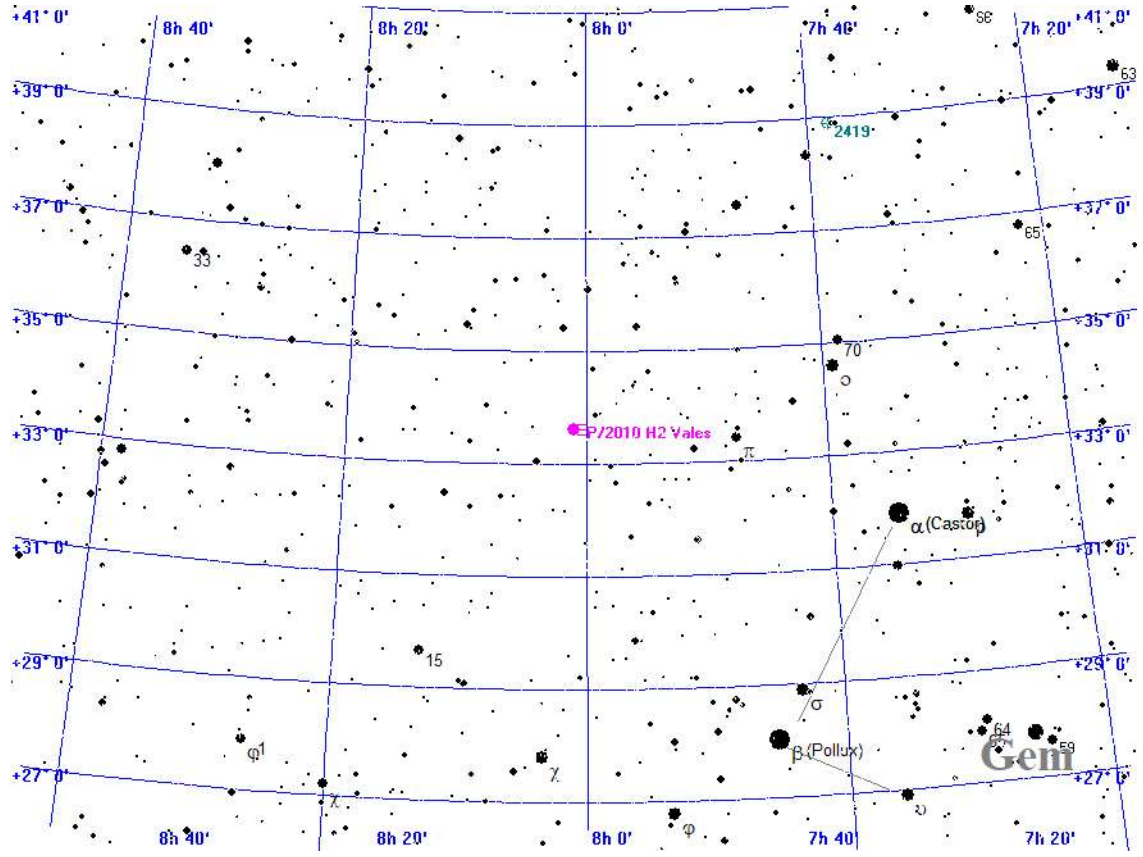 +41° 0'
8h 40'
8h 20'
8h 0'
7h 40'
7h 20'
+41° 0'
63
+39° 0'
+39° 0'
2419
+37° 0'
+37° 0'
65
33
+35° 0'
+35° 0'
70
ο
P/2010 H2 Vales
+33° 0'
+33° 0'
π
α (Castor)
ρ
+31° 0'
+31° 0'
15
+29° 0'
+29° 0'
σ
64
φ1
β (Pollux)
59
Gem
χ
+27° 0'
+27° 0'
χ
φ
υ
8h 40'
8h 20'
8h 0'
7h 40'
7h 20'